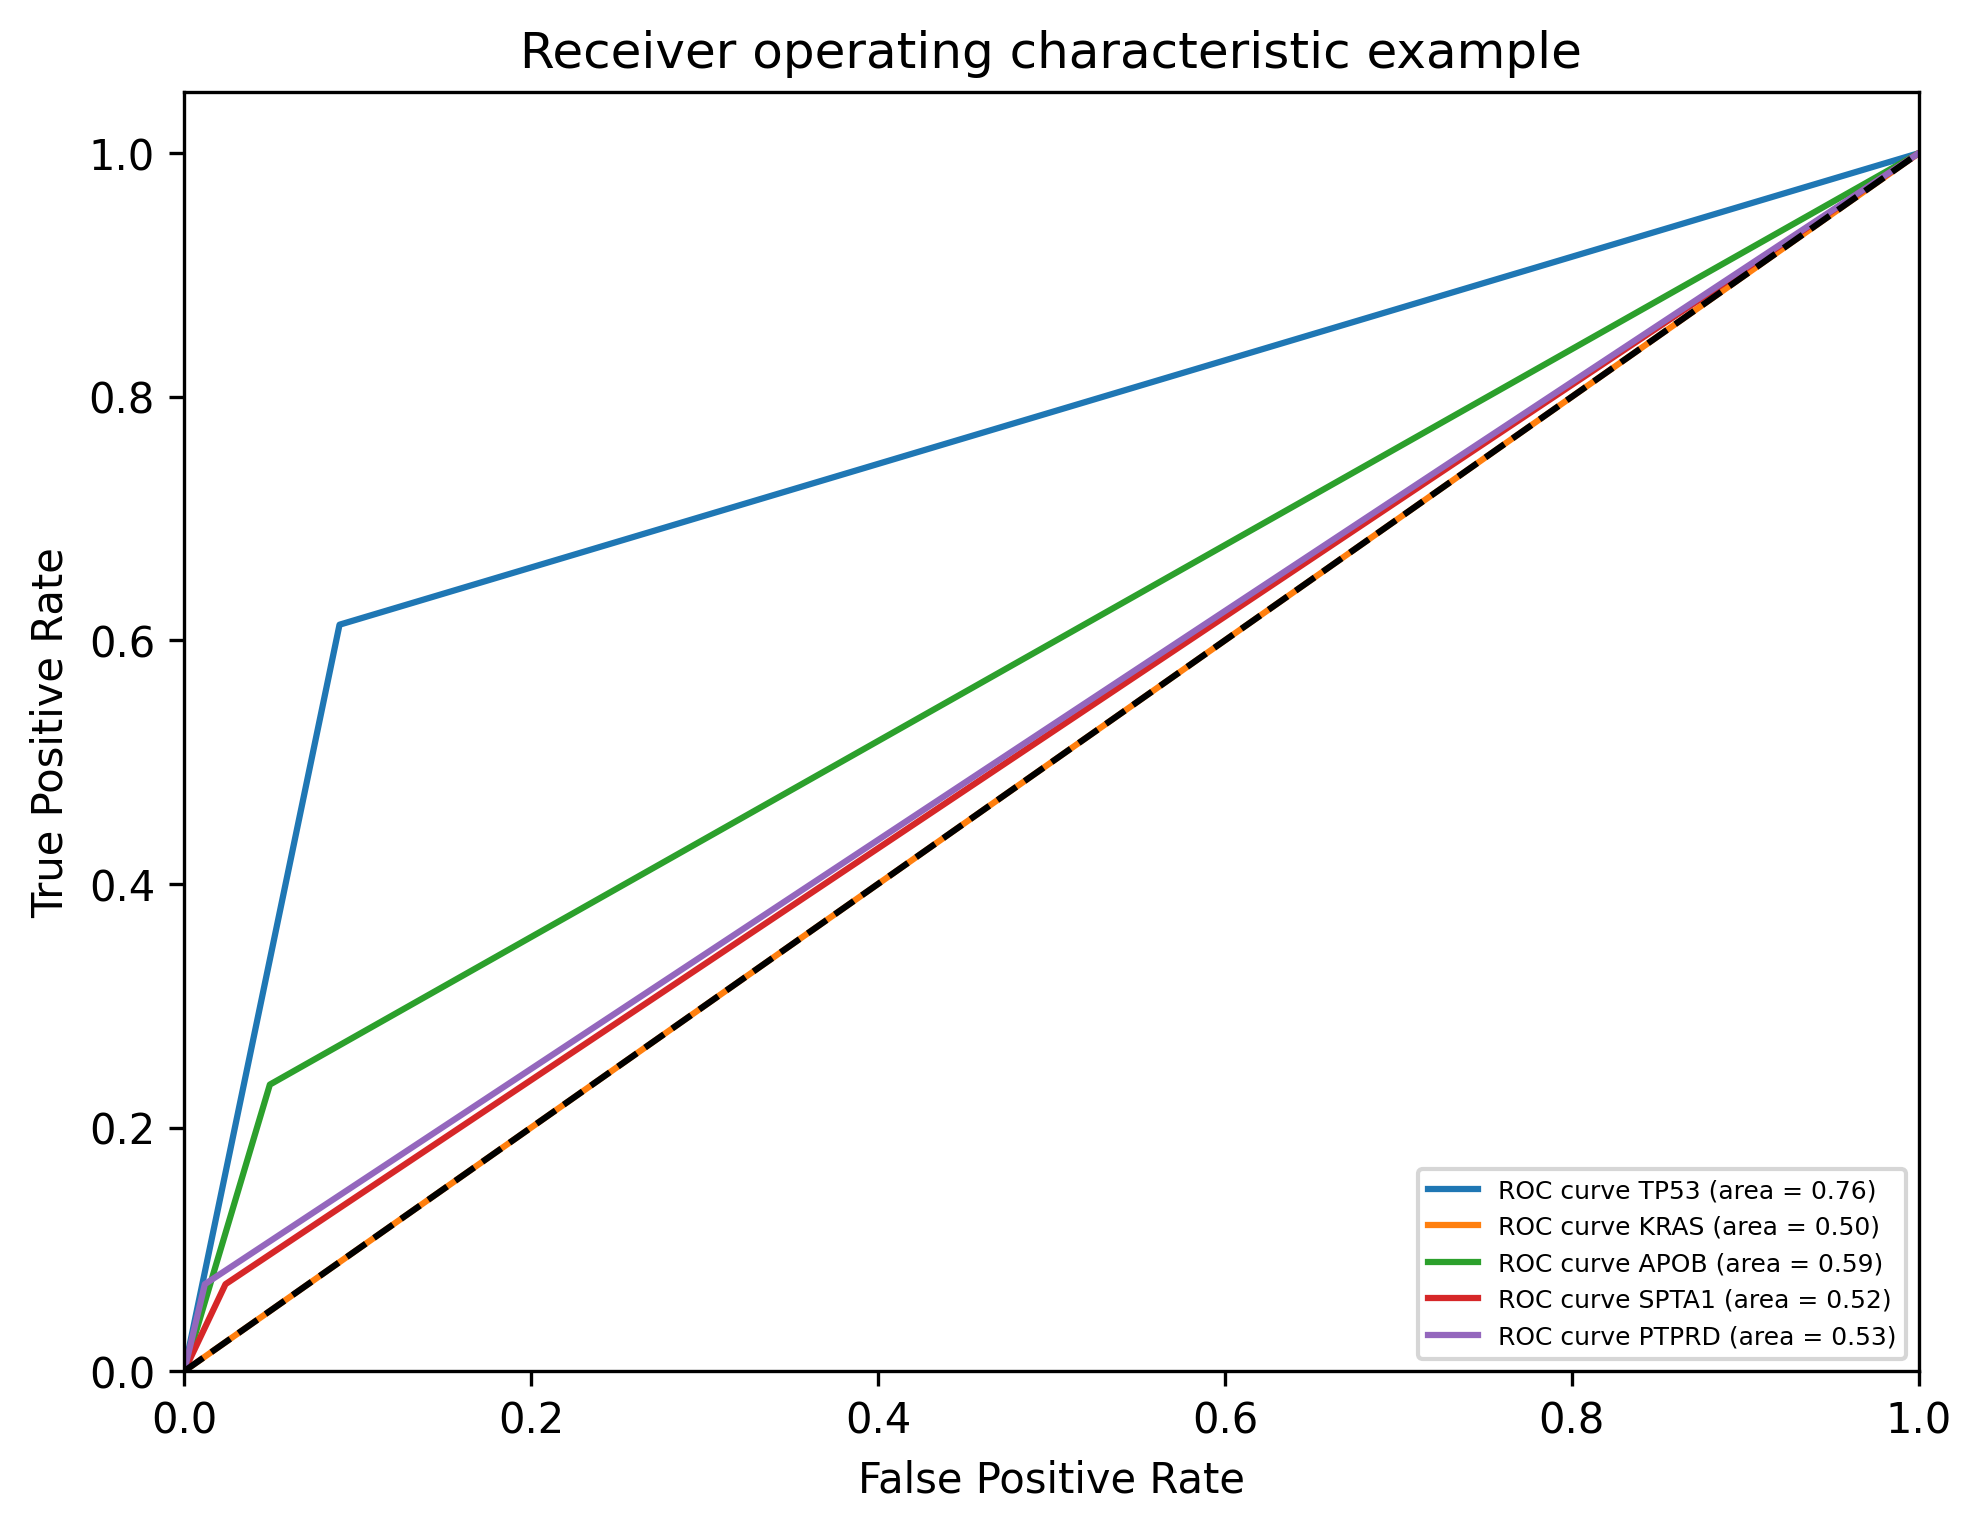 Receiver operating characteristic example
True Positive Rate
1.0
0.8
0.6
0.4
0.2
0.0
0.0 0.2 0.4 0.6 0.8 1.0
False Positive Rate
ROC curve TP53 (area = 0.76)
ROC curve KRAS (area = 0.50)
ROC curve APOB (area = 0.59)
ROC curve SPTA1 (area = 0.52)
ROC curve PTPRD (area = 0.53)